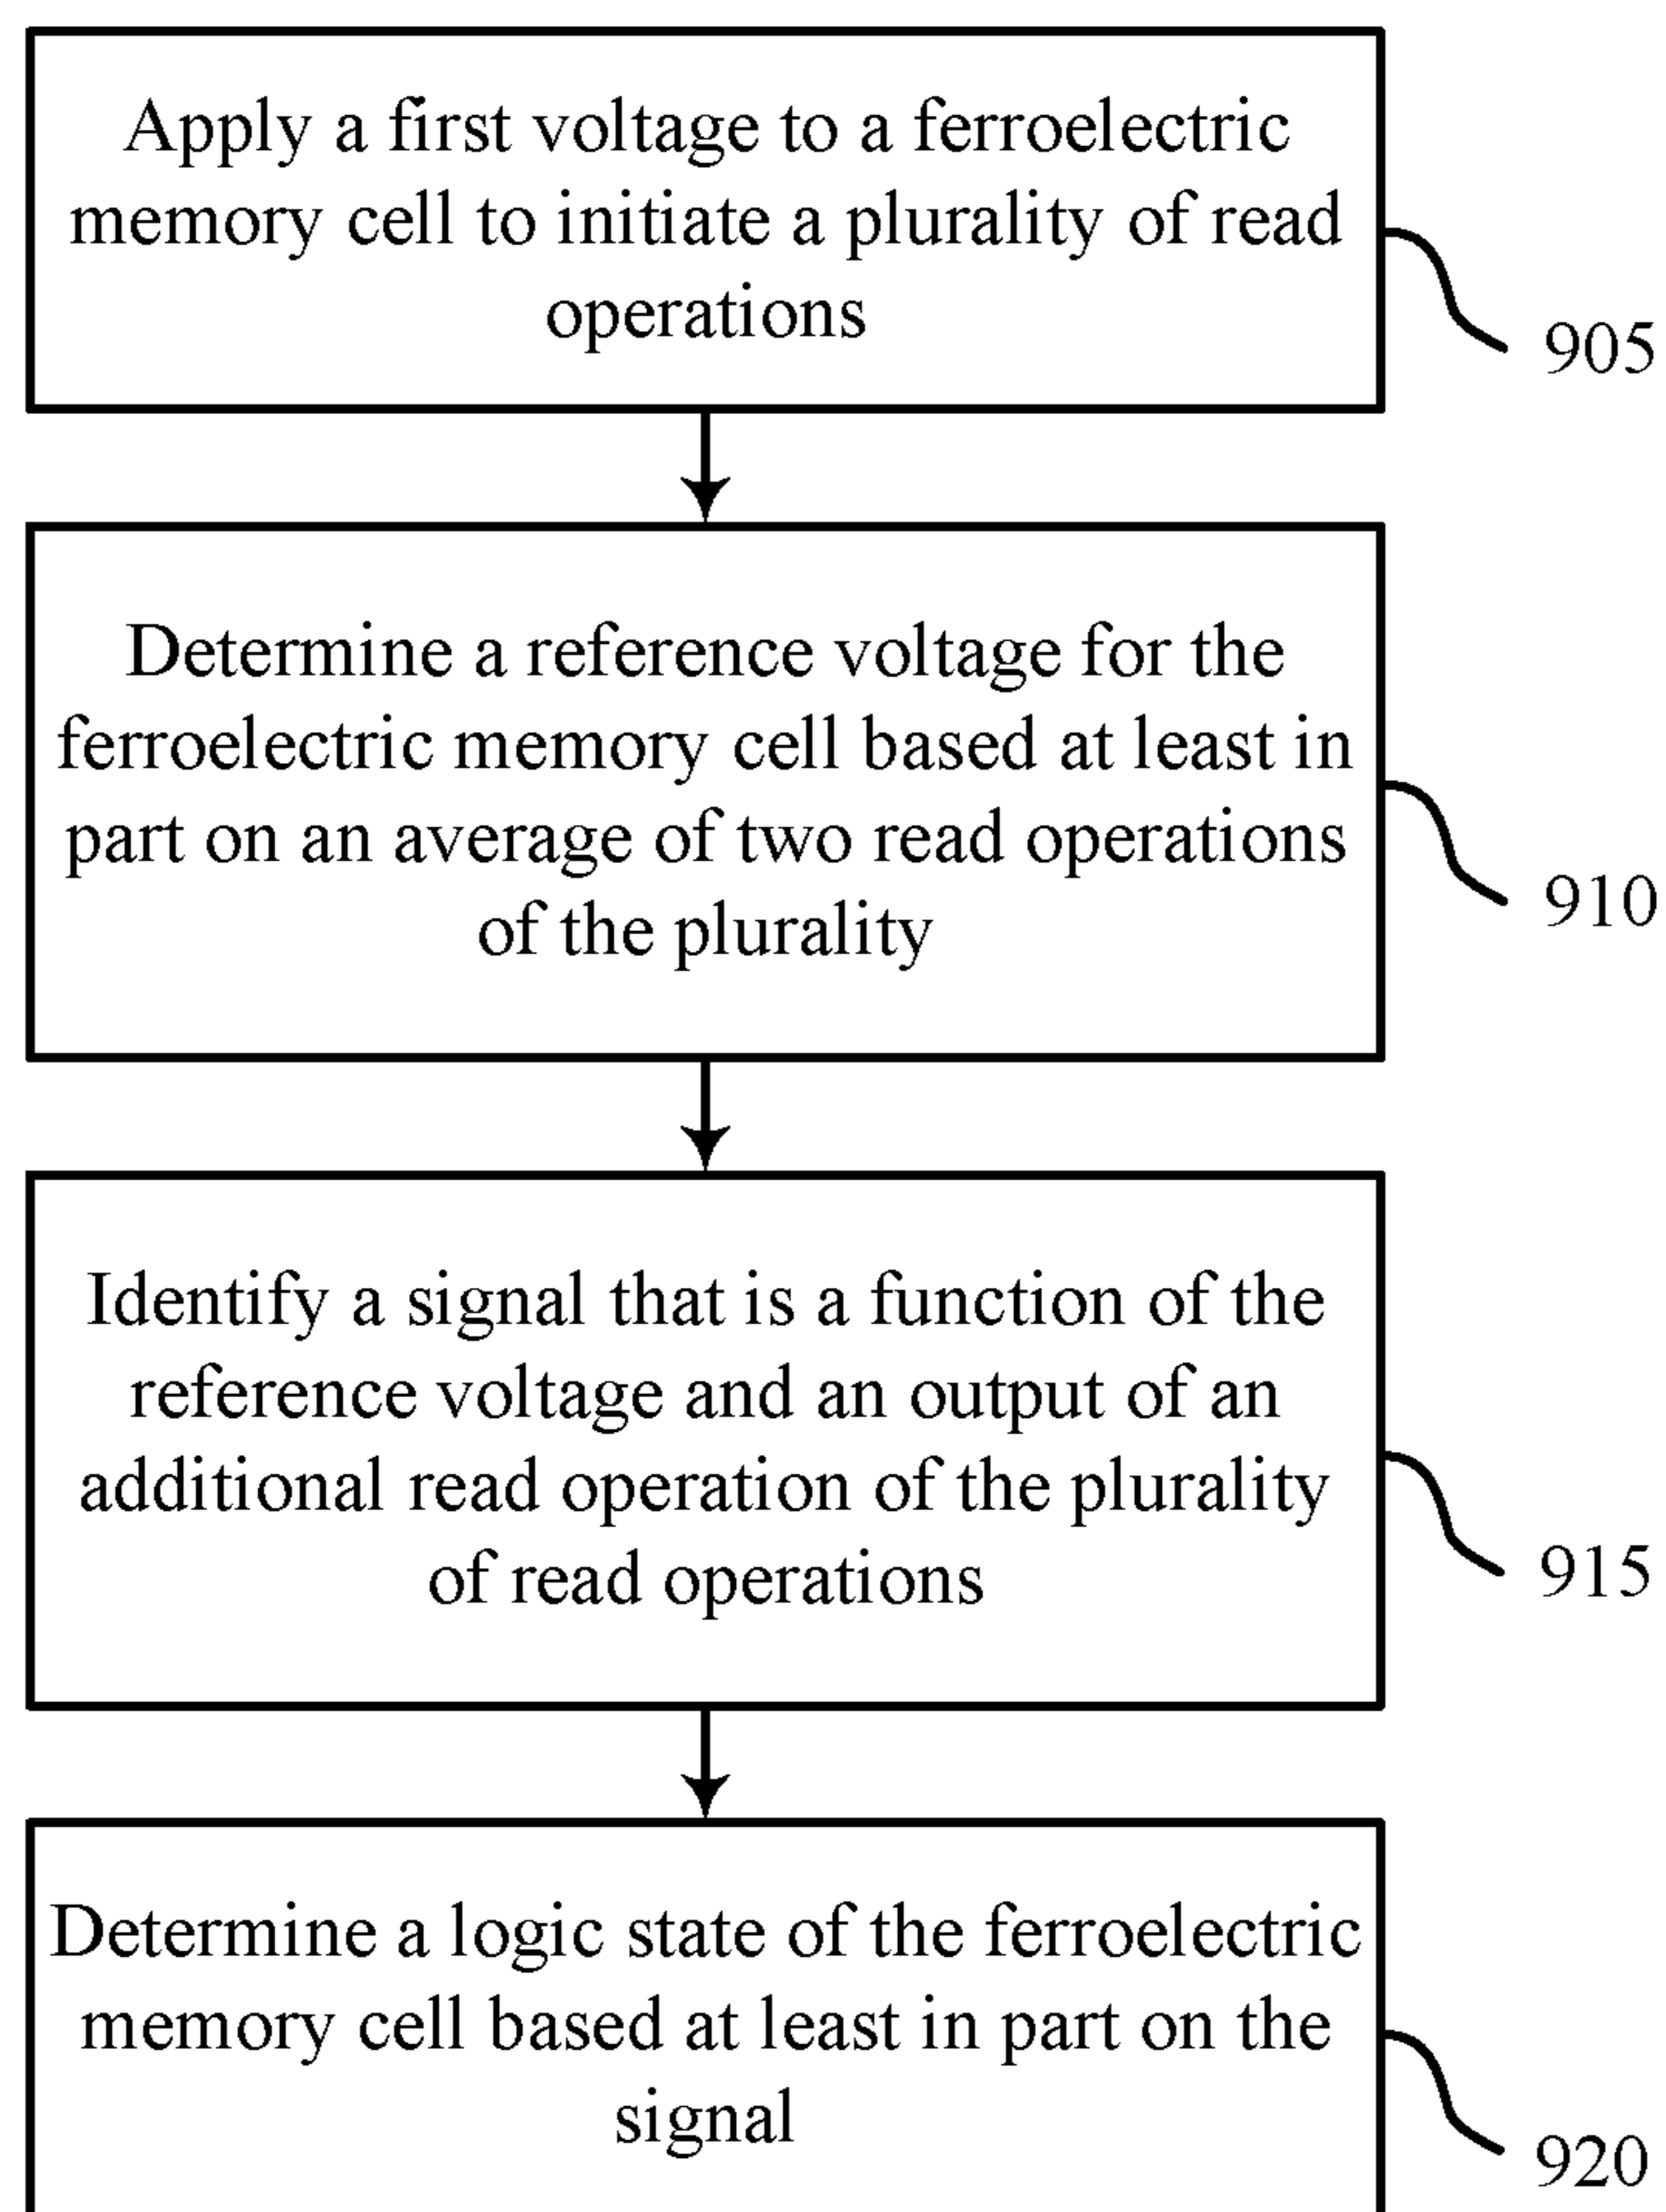 Apply a first voltage to a ferroelectric
memory cell to initiate a plurality of read
operations
905
Determine a reference voltage for the
ferroelectric memory cell based at least in
part on an average of two read operations
of the plurality
910
Identify a signal that is a function of the
reference voltage and an output of an
additional read operation of the plurality
of read operations
915
Determine a logic state of the ferroelectric
memory cell based at least in part on the
signal
920